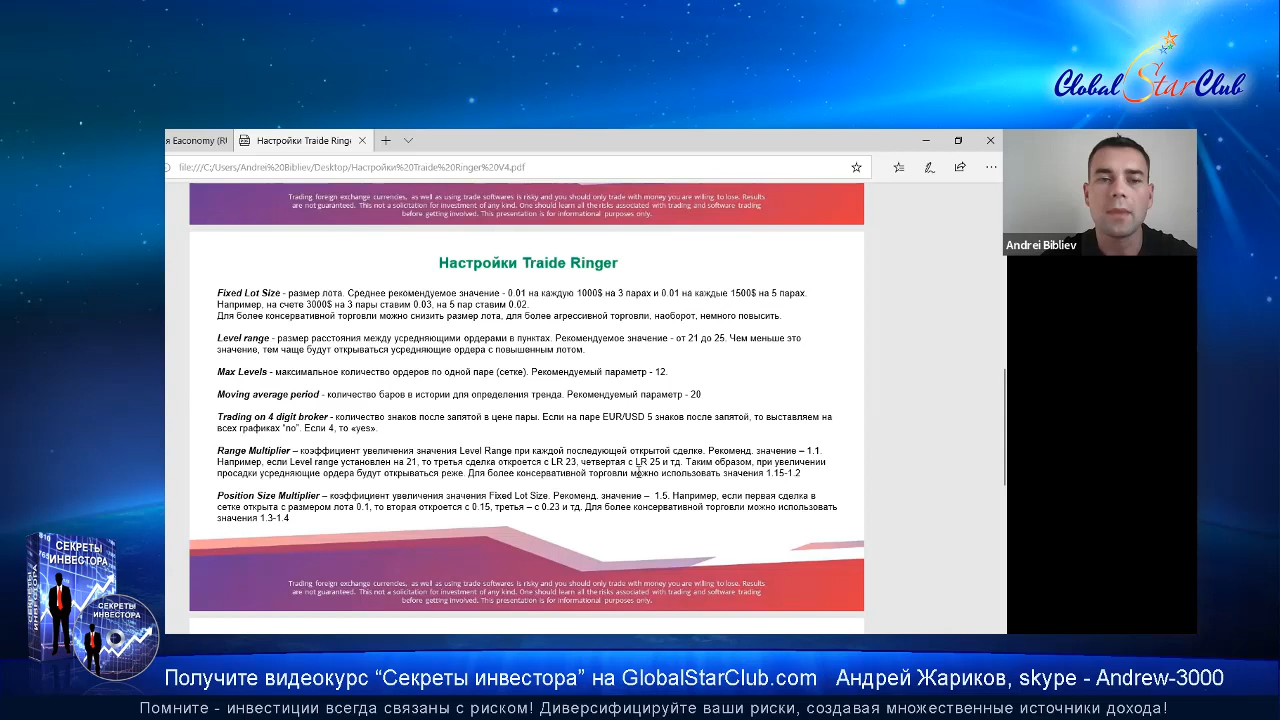 Global Star Club
я Eaconomy (RI
Настройки Traide Ringe
file:///C:/Users/Andrei%20Bibliev/Desktop/Настройки%20Traide%20Ringer%20V4.pdf
Trading foreign exchange currencies, as well as using trade softwares is risky and you should only trade with money you are willing to lose. Results
are not guaranteed. This not a solicitation for investment of any kind. One should learn all the risks associated with trading and software trading
before getting involved. This presentation is for informational purposes only.
Andrei Bibliev
Настройки Traide Ringer
Fixed Lot Size - размер лота. Среднее рекомендуемое значение - 0.01 на каждую 1000$ на 3 парах и 0.01 на каждые 1500$ на 5 парах.
Например, на счете 3000$ на 3 пары ставим 0.03, на 5 пар ставим 0.02.
Для более консервативной торговли можно снизить размер лота, для более агрессивной торговли, наоборот, немного повысить.
Level range - размер расстояния между усредняющими ордерами в пунктах. Рекомендуемое значение - от 21 до 25. Чем меньше это
значение, тем чаще будут открываться усредняющие ордера с повышенным лотом.
Max Levels - максимальное количество ордеров по одной паре (сетке). Рекомендуемый параметр - 12.
Moving average period - количество баров в истории для определения тренда. Рекомендуемый параметр - 20
Trading on 4 digit broker - количество знаков после запятой в цене пары. Если на паре EUR/USD 5 знаков после запятой, то выставляем на
всех графиках "no". Если 4, то «yes».
Range Multiplier – коэффициент увеличения значения Level Range при каждой последующей открытой сделке. Рекоменд. значение – 1.1.
Например, если Level range установлен на 21, то третья сделка откроется с LR 23, четвертая с LR 25 и тд. Таким образом, при увеличении
просадки усредняющие ордера будут открываться реже. Для более консервативной торговли можно использовать значения 1.15-1.2
Position Size Multiplier – коэффициент увеличения значения Fixed Lot Size. Рекоменд. значение – 1.5. Например, если первая сделка в
сетке открыта с размером лота 0.1, то вторая откроется с 0.15, третья – с 0.23 и тд. Для более консервативной торговли можно использовать
значения 1.3-1.4
Trading foreign exchange currencies, as well as using trade softwares is risky and you should only trade with money you are willing to lose. Results
are not guaranteed. This not a solicitation for investment of any kind. One should learn all the risks associated with trading and software trading
before getting involved. This presentation is for informational purposes only.
СЕКРЕТЫ
ИНВЕСТОРА
СЕКРЕТЫ
ИНВЕСТОРА
СЕКРЕТЫ
ИНВЕСТОРА
Получите видеокурс “Секреты инвестора” на GlobalStarClub.com Андрей Жариков, skype - Andrew-3000
Помните - инвестиции всегда связаны с риском! Диверсифицируйте ваши риски, создавая множественные источники дохода!